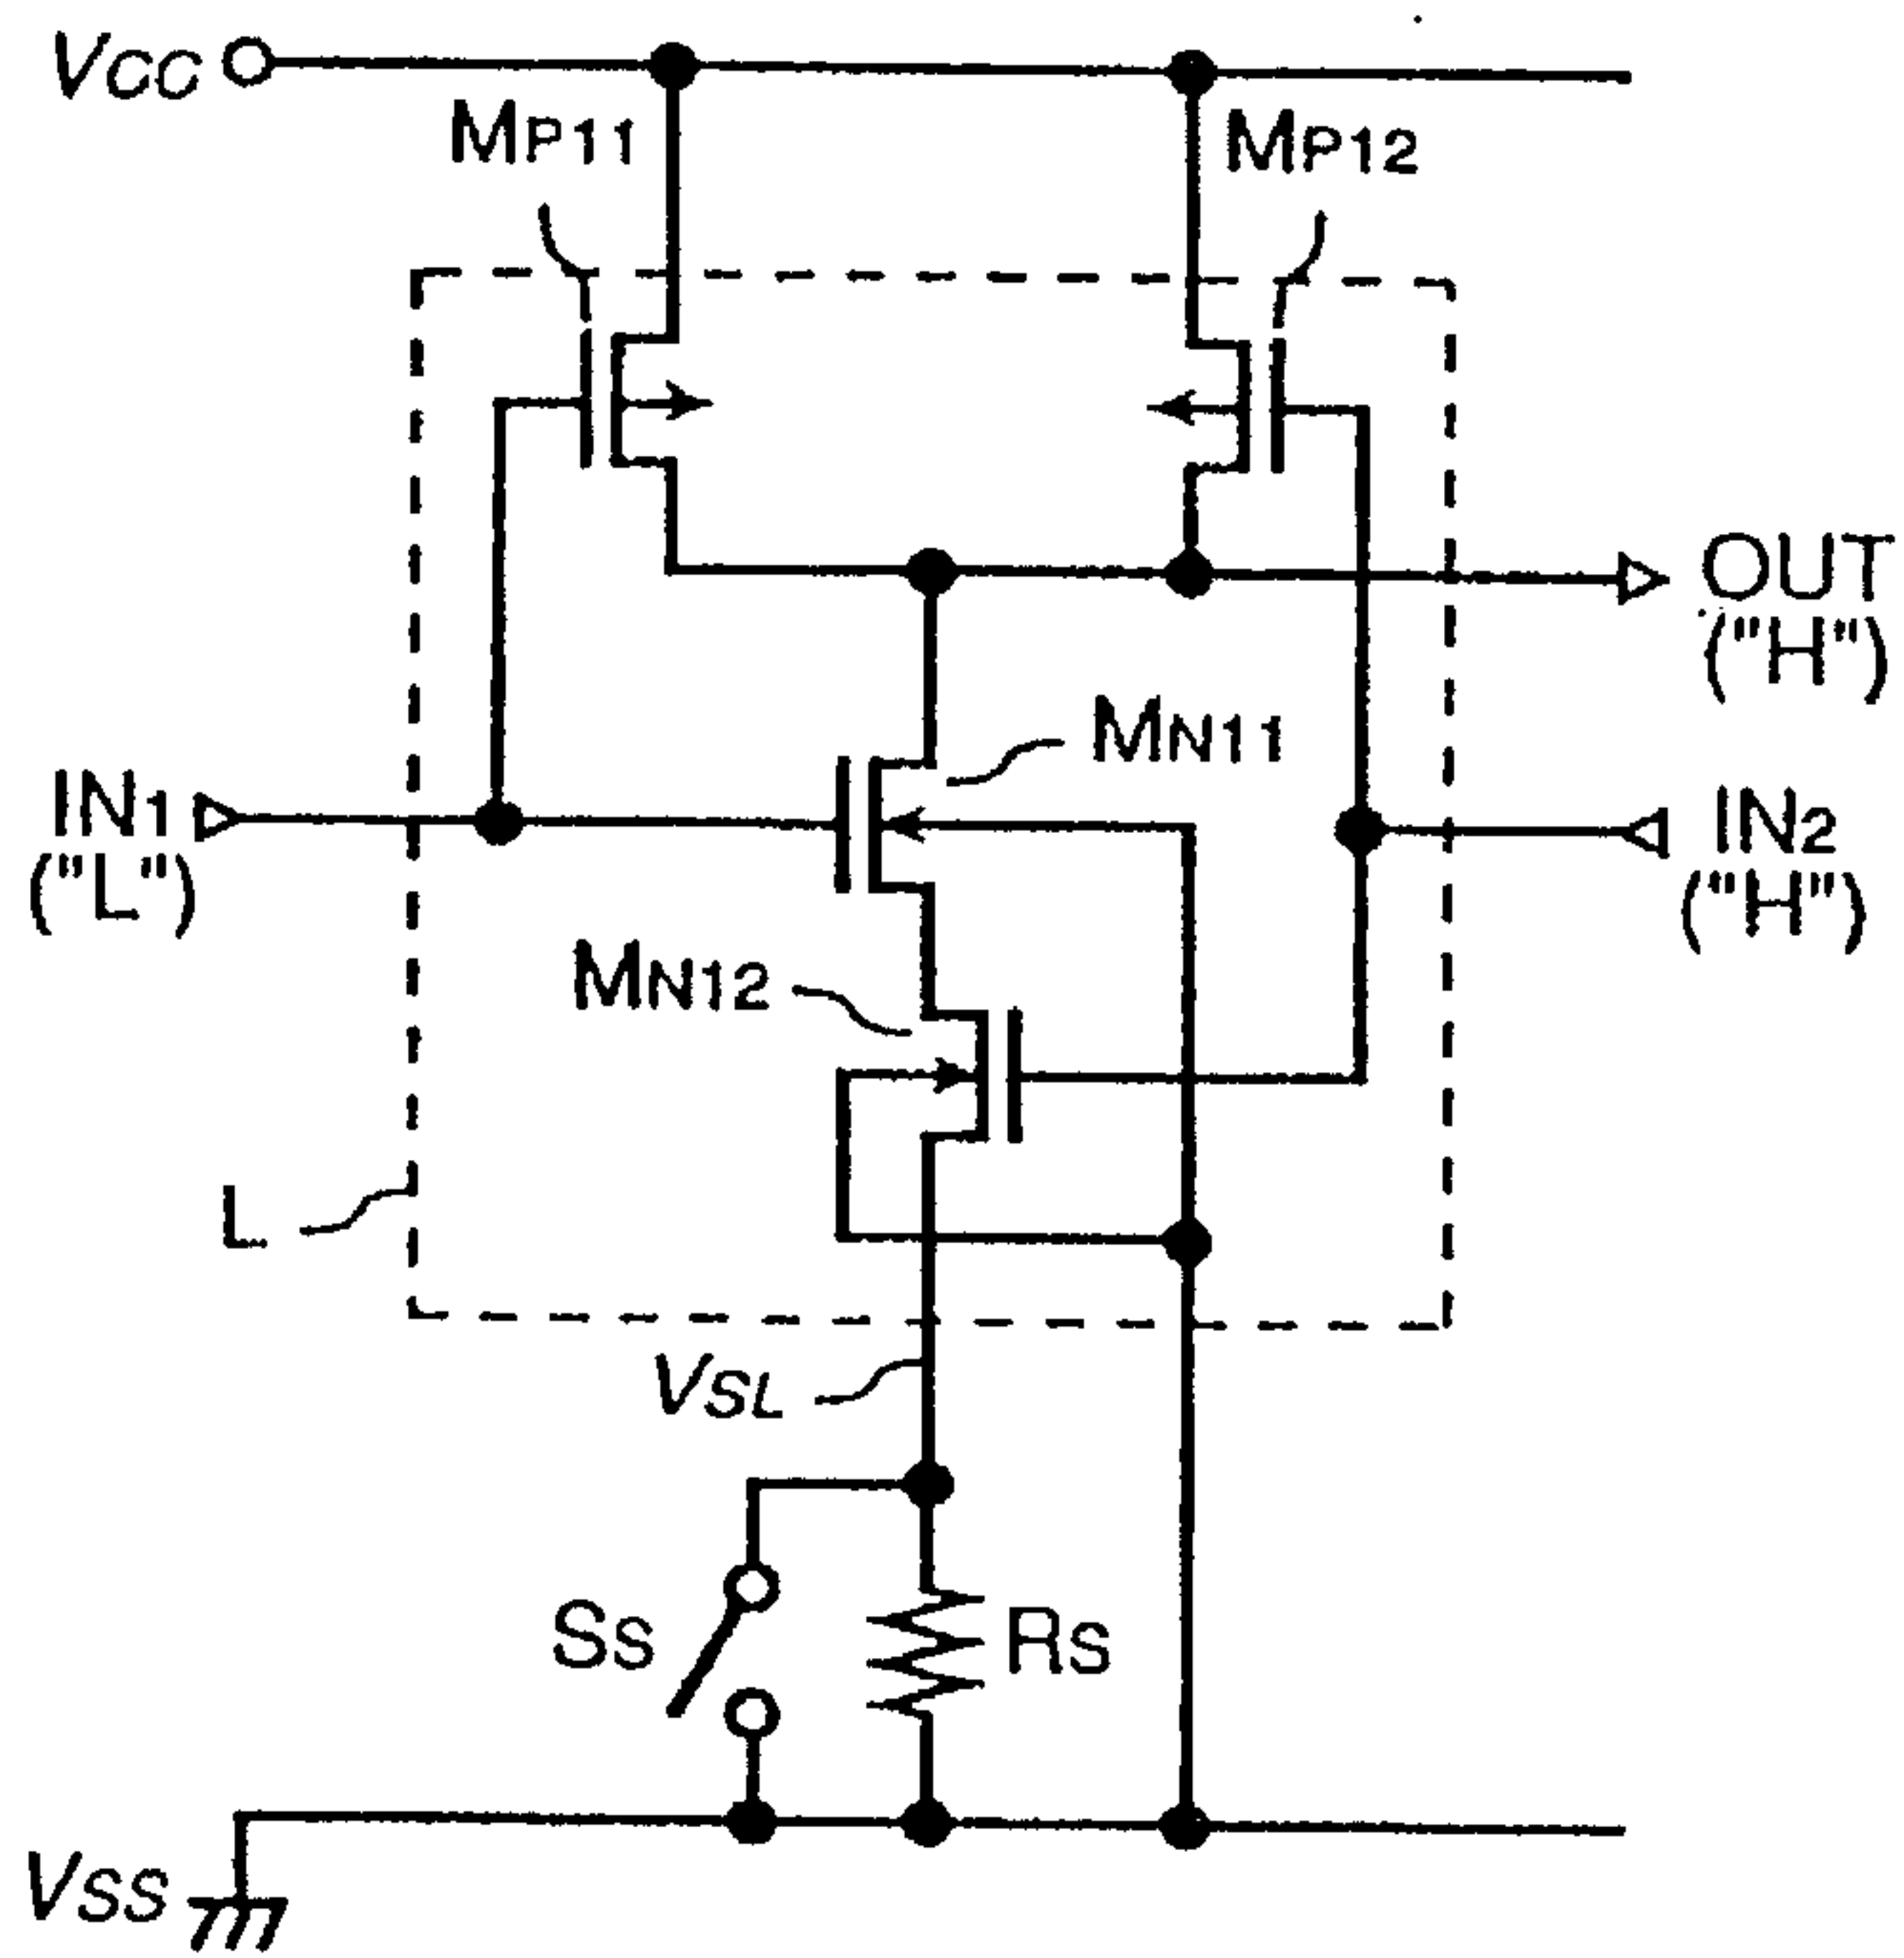 VCC
MP11
MP12
OUT
("H")
MN11
IN1
("L")
IN2
("H")
MN12
L
VSL
SS
RS
VSS